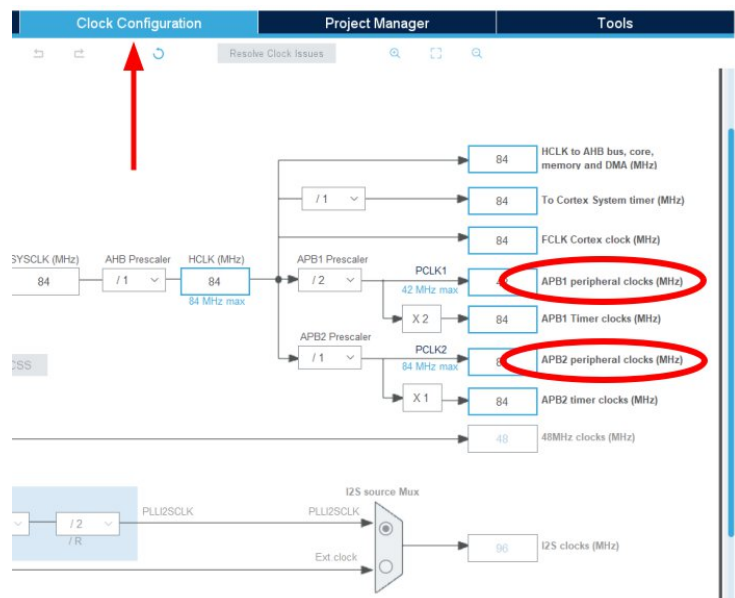 Clock Configuration
Project Manager
Tools
Resolve Clock Issues
84
HCLK to AHB bus, core,
memory and DMA (MHz)
/ 1
84
To Cortex System timer (MHz)
84
FCLK Cortex clock (MHz)
SYSCLK (MHz)
AHB Prescaler
HCLK (MHz)
APB1 Prescaler
84
/ 1
84
84 MHz max
/ 2
PCLK1
42 MHz max
APB1 peripheral clocks (MHz)
X 2
84
APB1 Timer clocks (MHz)
APB2 Prescaler
/ 1
PCLK2
84 MHz max
APB2 peripheral clocks (MHz)
X 1
84
APB2 timer clocks (MHz)
CSS
48
48MHz clocks (MHz)
I2S source Mux
/ 2
/ R
PLLI2SCLK
PLLI2SCLK
Ext.clock
96
I2S clocks (MHz)